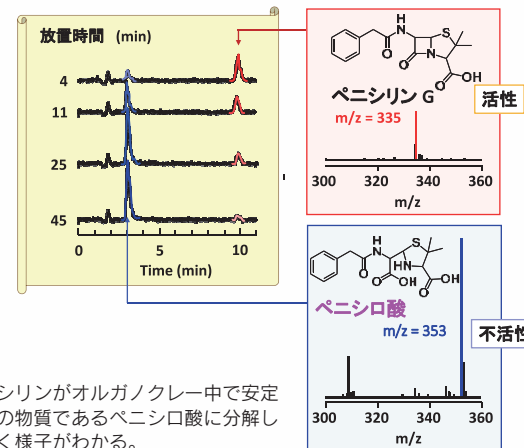 放置時間 (min)
4
11
25
45
0 5 10
Time (min)
H
N
S
O
N
O
OH
O
ペニシリン G
m/z = 335
活性
300 320 340 360
m/z
H
N
S
O
HN
O OH
OH
O
ペニシロ酸
m/z = 353
不活性
300 320 340 360
m/z
シリンがオルガノクレー中で安定
の物質であるペニシロ酸に分解し
く様子がわかる。